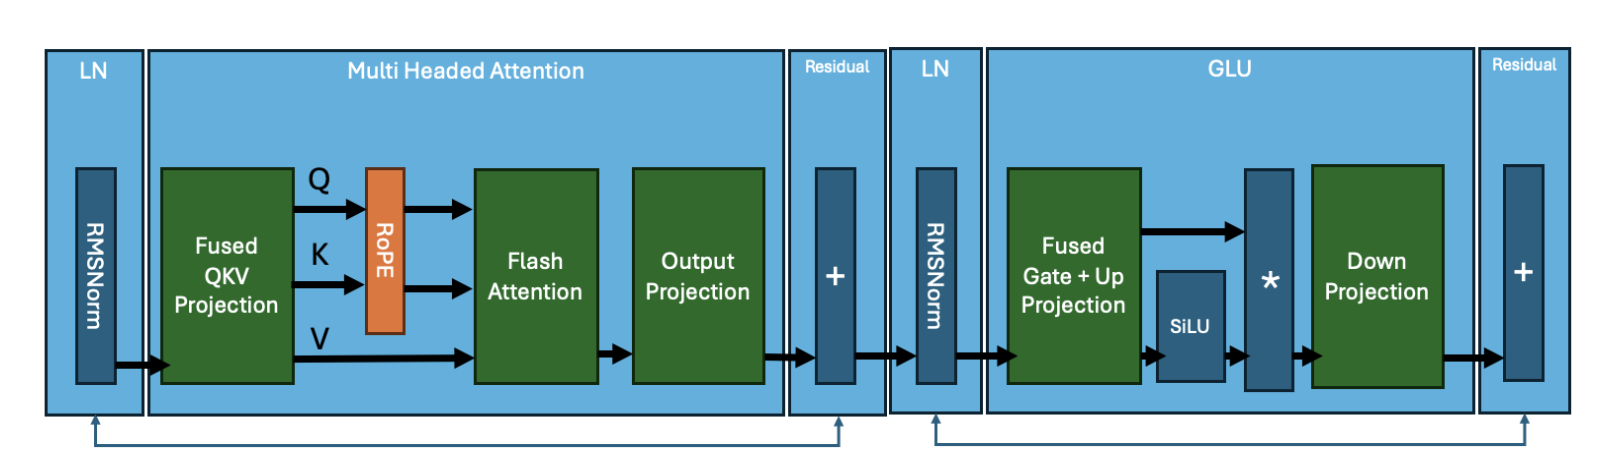 LN
Multi Headed Attention
Residual
LN
GLU
Residual
RMSNorm
Fused
QKV
Projection
Q
K
V
RoPE
Flash
Attention
Output
Projection
+
RMSNorm
Fused
Gate + Up
Projection
SiLU
*
Down
Projection
+